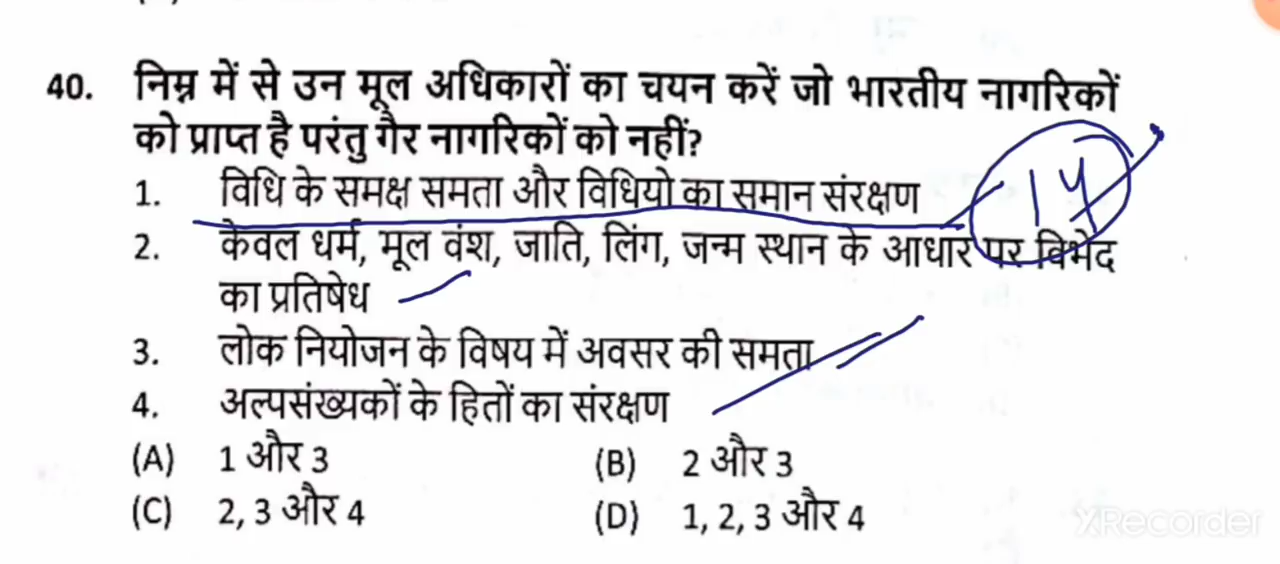 40. निम्न में से उन मूल अधिकारों का चयन करें जो भारतीय नागरिकों
को प्राप्त है परंतु गैर नागरिकों को नहीं?
1. विधि के समक्ष समता और विधियो का समान संरक्षण 14
2. केवल धर्म, मूल वंश, जाति, लिंग, जन्म स्थान के आधार पर विभेद
का प्रतिषेध
3. लोक नियोजन के विषय में अवसर की समता
4. अल्पसंख्यकों के हितों का संरक्षण
(A) 1 और 3 (B) 2 और 3
(C) 2, 3 और 4 (D) 1, 2, 3 और 4
XRecorder